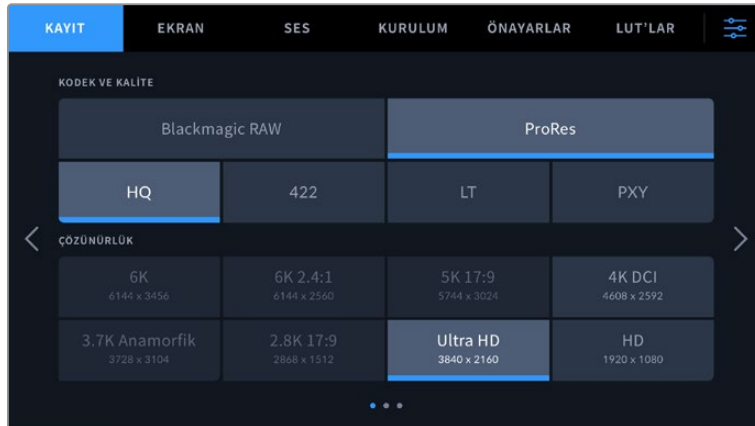 KAYIT EKRAN SES KURULUM ÖNAYARLAR LUT'LAR
KODEK VE KALİTE
Blackmagic RAW ProRes
HQ 422 LT PXY
ÇÖZÜNÜRLÜK
6K 6K 2.4:1 5K 17:9 4K DCI
6144 x 3456 6144 x 2560 5744 x 3024 4608 x 2592
3.7K Anamorfik 2.8K 17:9 Ultra HD HD
3728 x 3104 2868 x 1512 3840 x 2160 1920 x 1080